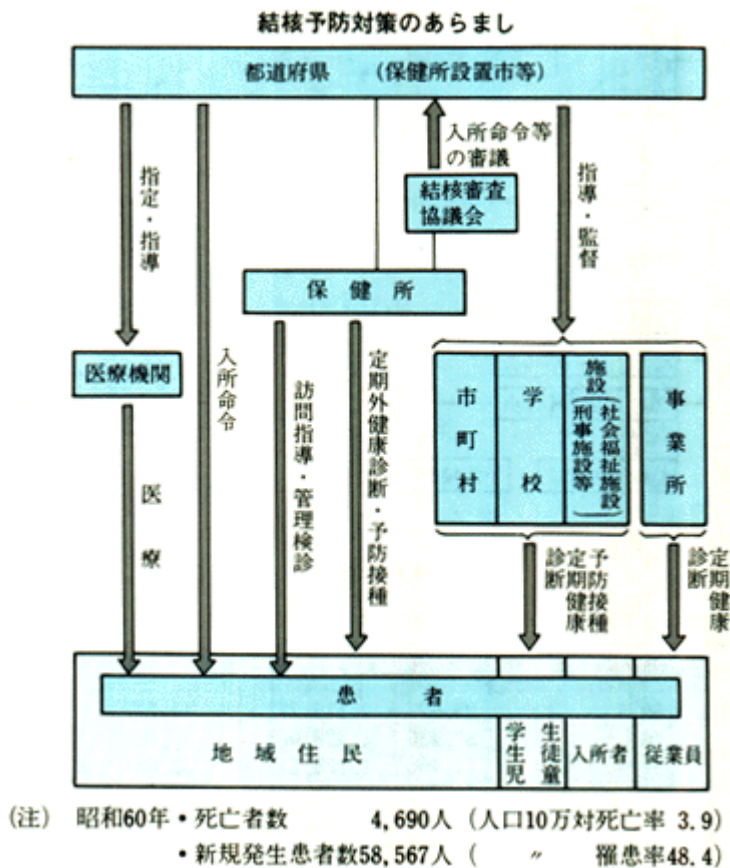 結核予防対策のあらまし
都道府県 （保健所設置市等）
入所命令等
の審議
結核審査
協議会
指定・指導
指導・監督
保健所
医療機関
入所命令
訪問指導・管理検診
定期外健康診断・予防接種
市町村
学校
施設
（社会福祉施設
刑事施設等）
事業所
医療
予防接種
定期健康
診断
定期健康
診断
患者
地域住民
学生
生徒
児童
入所者
従業員
（注） 昭和60年・死亡者数 4,690人（人口10万対死亡率 3.9）
・新規発生患者数58,567人（ 〃 罹患率48.4）